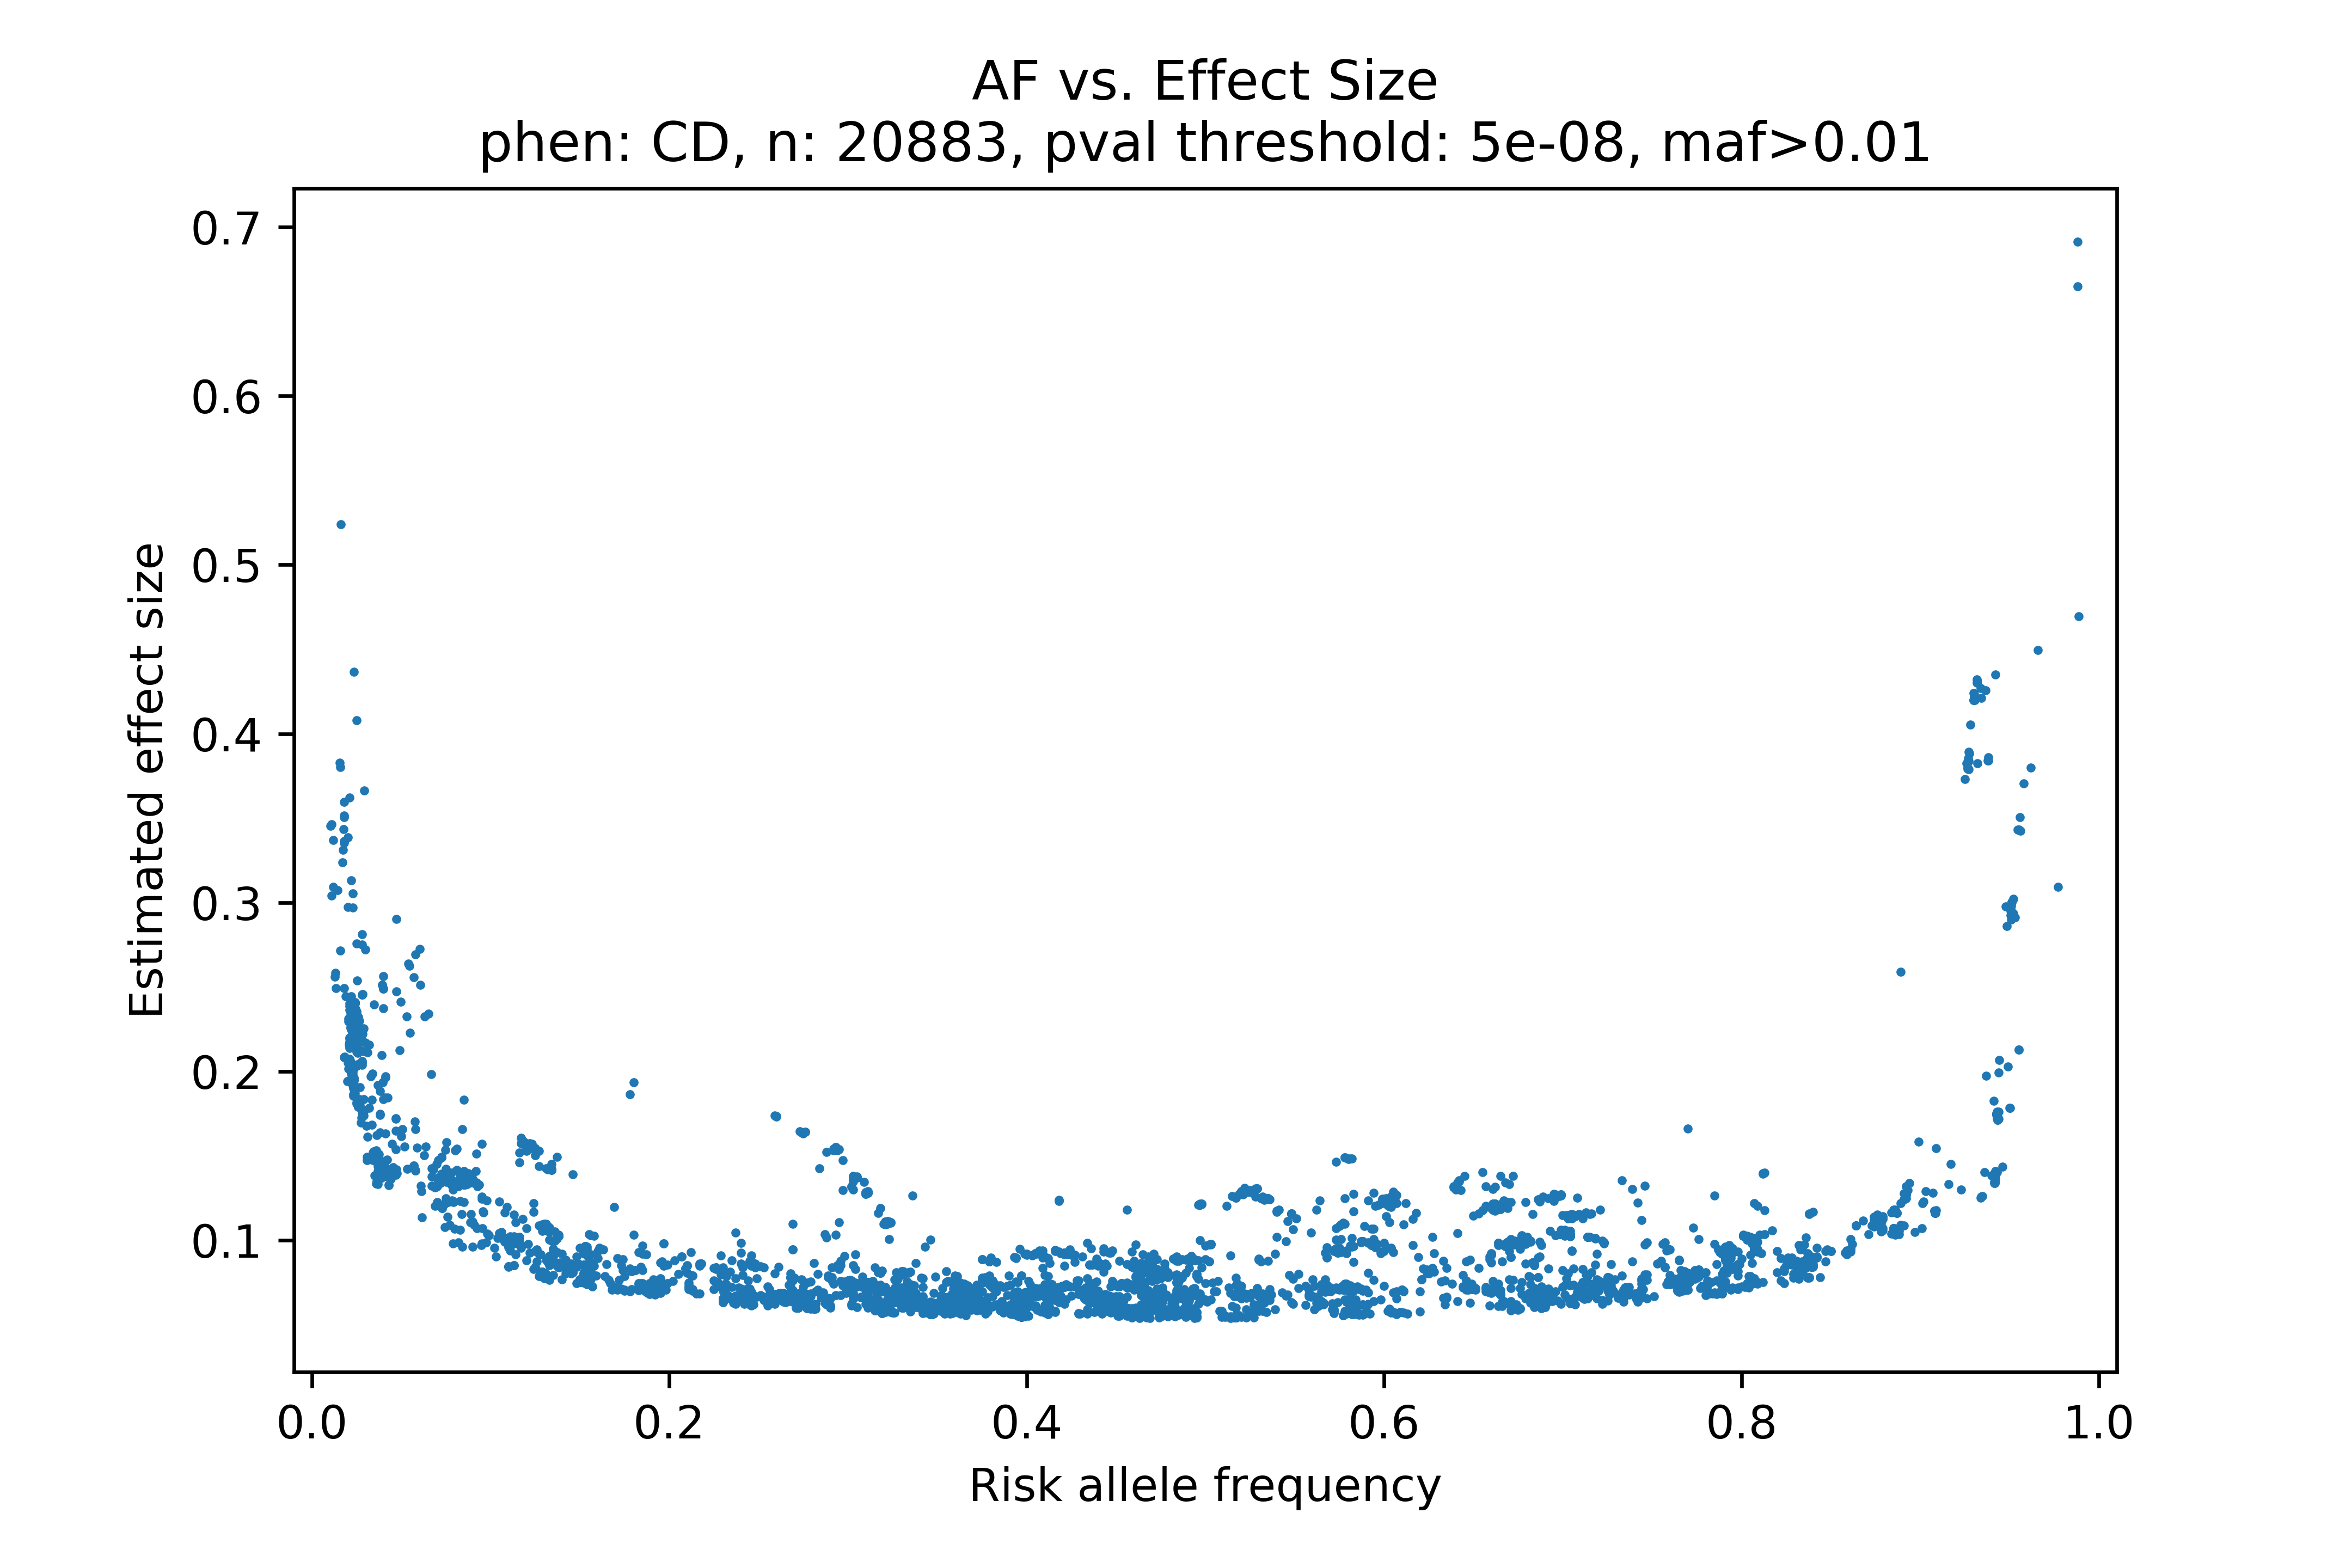 AF vs. Effect Size
phen: CD, n: 20883, pval threshold: 5e-08, maf>0.01
0.7
0.6
0.5
0.4
0.3
0.2
0.1
Estimated effect size
0.0 0.2 0.4 0.6 0.8 1.0
Risk allele frequency